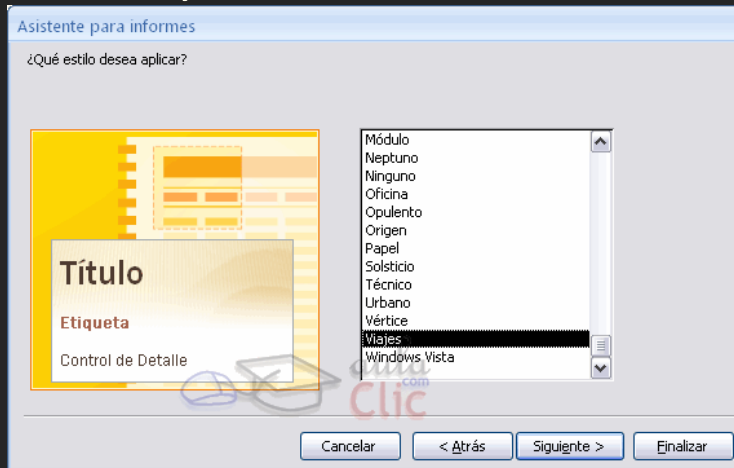 Asistente para informes
¿Qué estilo desea aplicar?
Título
Etiqueta
Control de Detalle
Módulo
Neptuno
Ninguno
Oficina
Opulento
Origen
Papel
Solsticio
Técnico
Urbano
Vértice
Viajes
Windows Vista
aula
.com
Clic
Cancelar
< Atrás
Siguiente >
Finalizar